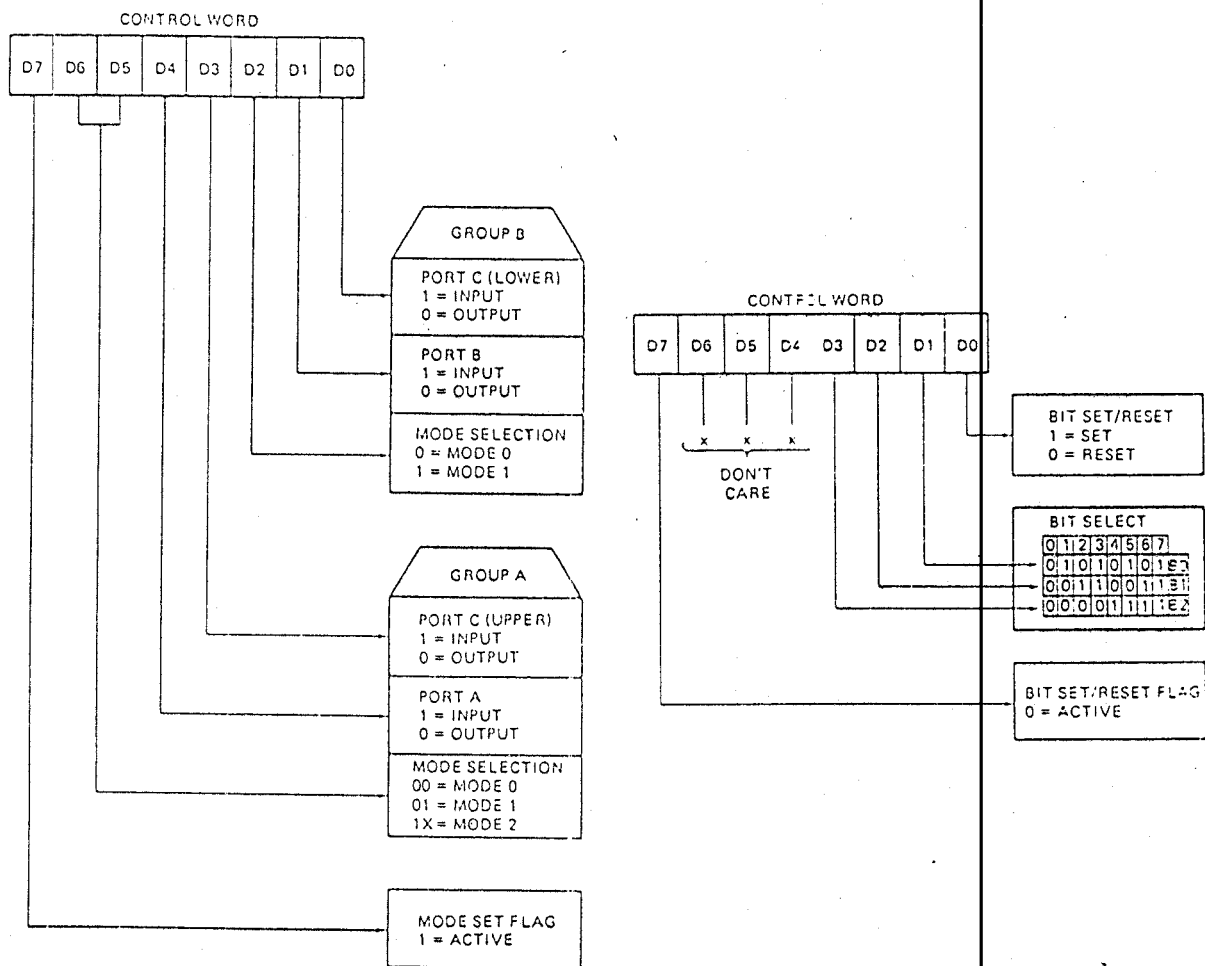 CONTROL WORD
D7 D6 D5 D4 D3 D2 D1 D0
GROUP B
PORT C (LOWER)
1 = INPUT
0 = OUTPUT
PORT B
1 = INPUT
0 = OUTPUT
MODE SELECTION
0 = MODE 0
1 = MODE 1
GROUP A
PORT C (UPPER)
1 = INPUT
0 = OUTPUT
PORT A
1 = INPUT
0 = OUTPUT
MODE SELECTION
00 = MODE 0
01 = MODE 1
1X = MODE 2
MODE SET FLAG
1 = ACTIVE
CONTROL WORD
D7 D6 D5 D4 D3 D2 D1 D0
X X X
DON'T
CARE
BIT SET/RESET
1 = SET
0 = RESET
BIT SELECT
0 1 2 3 4 5 6 7
0 1 0 1 0 1 0 1 B0
0 0 1 1 0 0 1 1 B1
0 0 0 0 1 1 1 1 B2
BIT SET/RESET FLAG
0 = ACTIVE